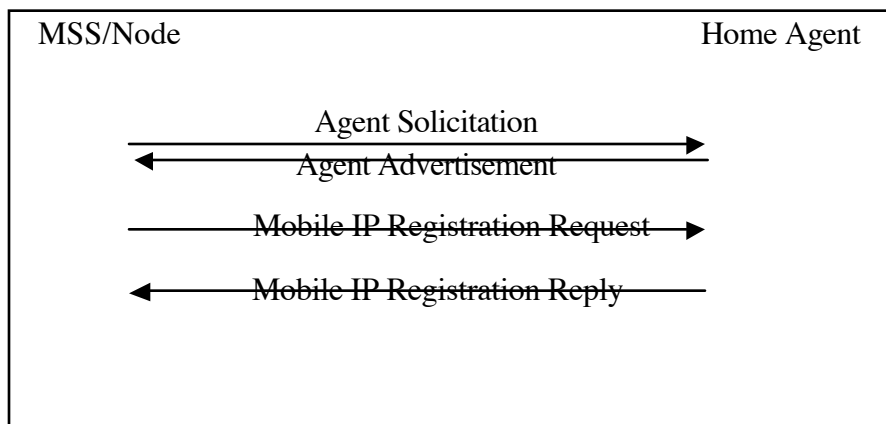 MSS/Node Home Agent
Agent Solicitation
Agent Advertisement
Mobile IP Registration Request
Mobile IP Registration Reply